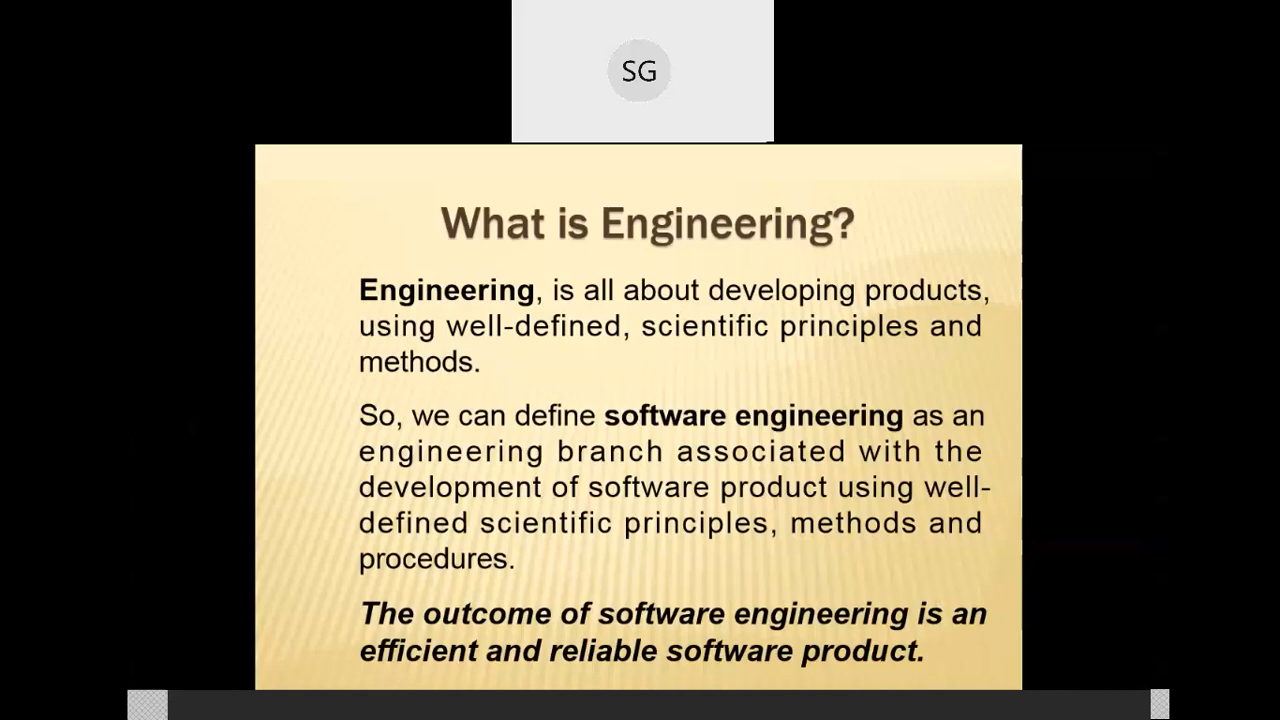 SG
What is Engineering?
Engineering, is all about developing products,
using well-defined, scientific principles and
methods.
So, we can define software engineering as an
engineering branch associated with the
development of software product using well-
defined scientific principles, methods and
procedures.
The outcome of software engineering is an
efficient and reliable software product.